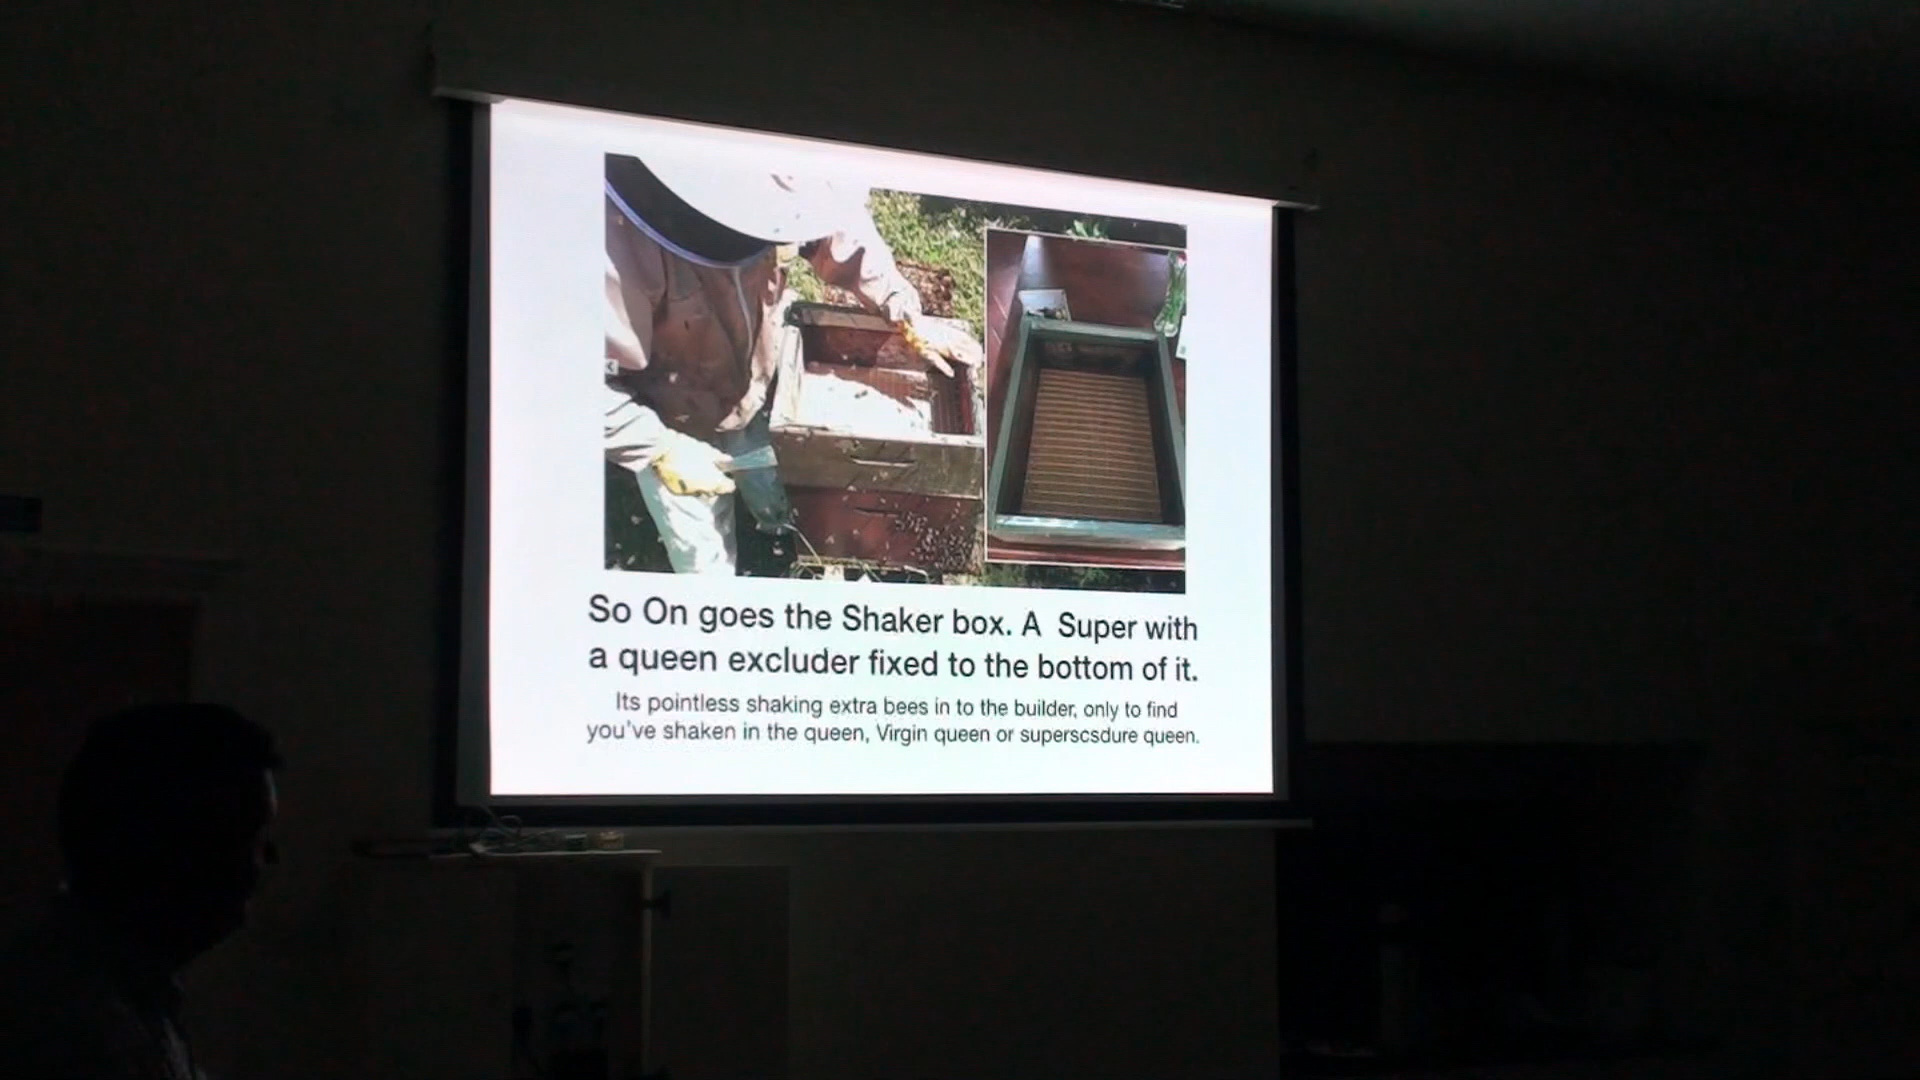 So On goes the Shaker box. A  Super with
a queen excluder fixed to the bottom of it.
Its pointless shaking extra bees in to the builder, only to find
you've shaken in the queen, Virgin queen or superscsdure queen.